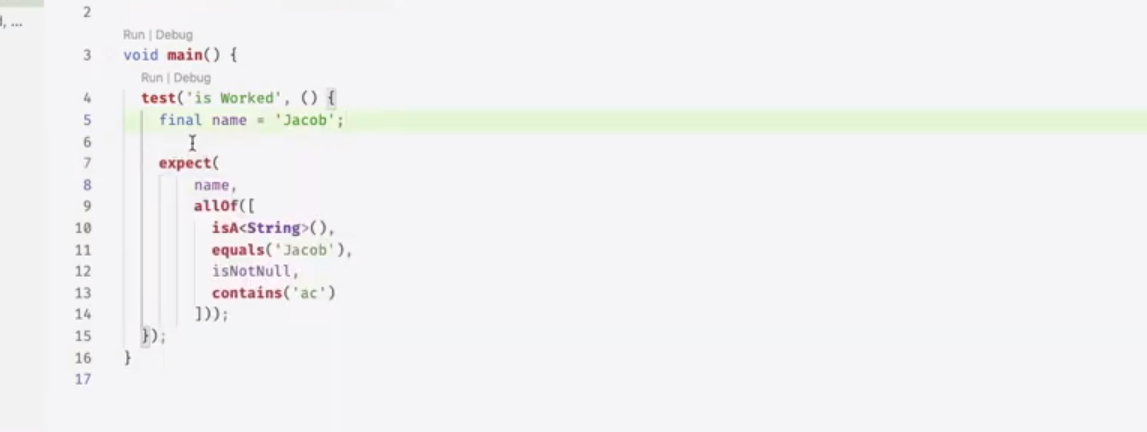 d, ...
2
Run | Debug
3 void main() {
Run | Debug
4 test('is Worked', () {
5 final name = 'Jacob';
6
7 expect(
8 name,
9 allOf([
10 isA<String>(),
11 equals('Jacob'),
12 isNotNull,
13 contains('ac')
14 ]));
15 });
16 }
17